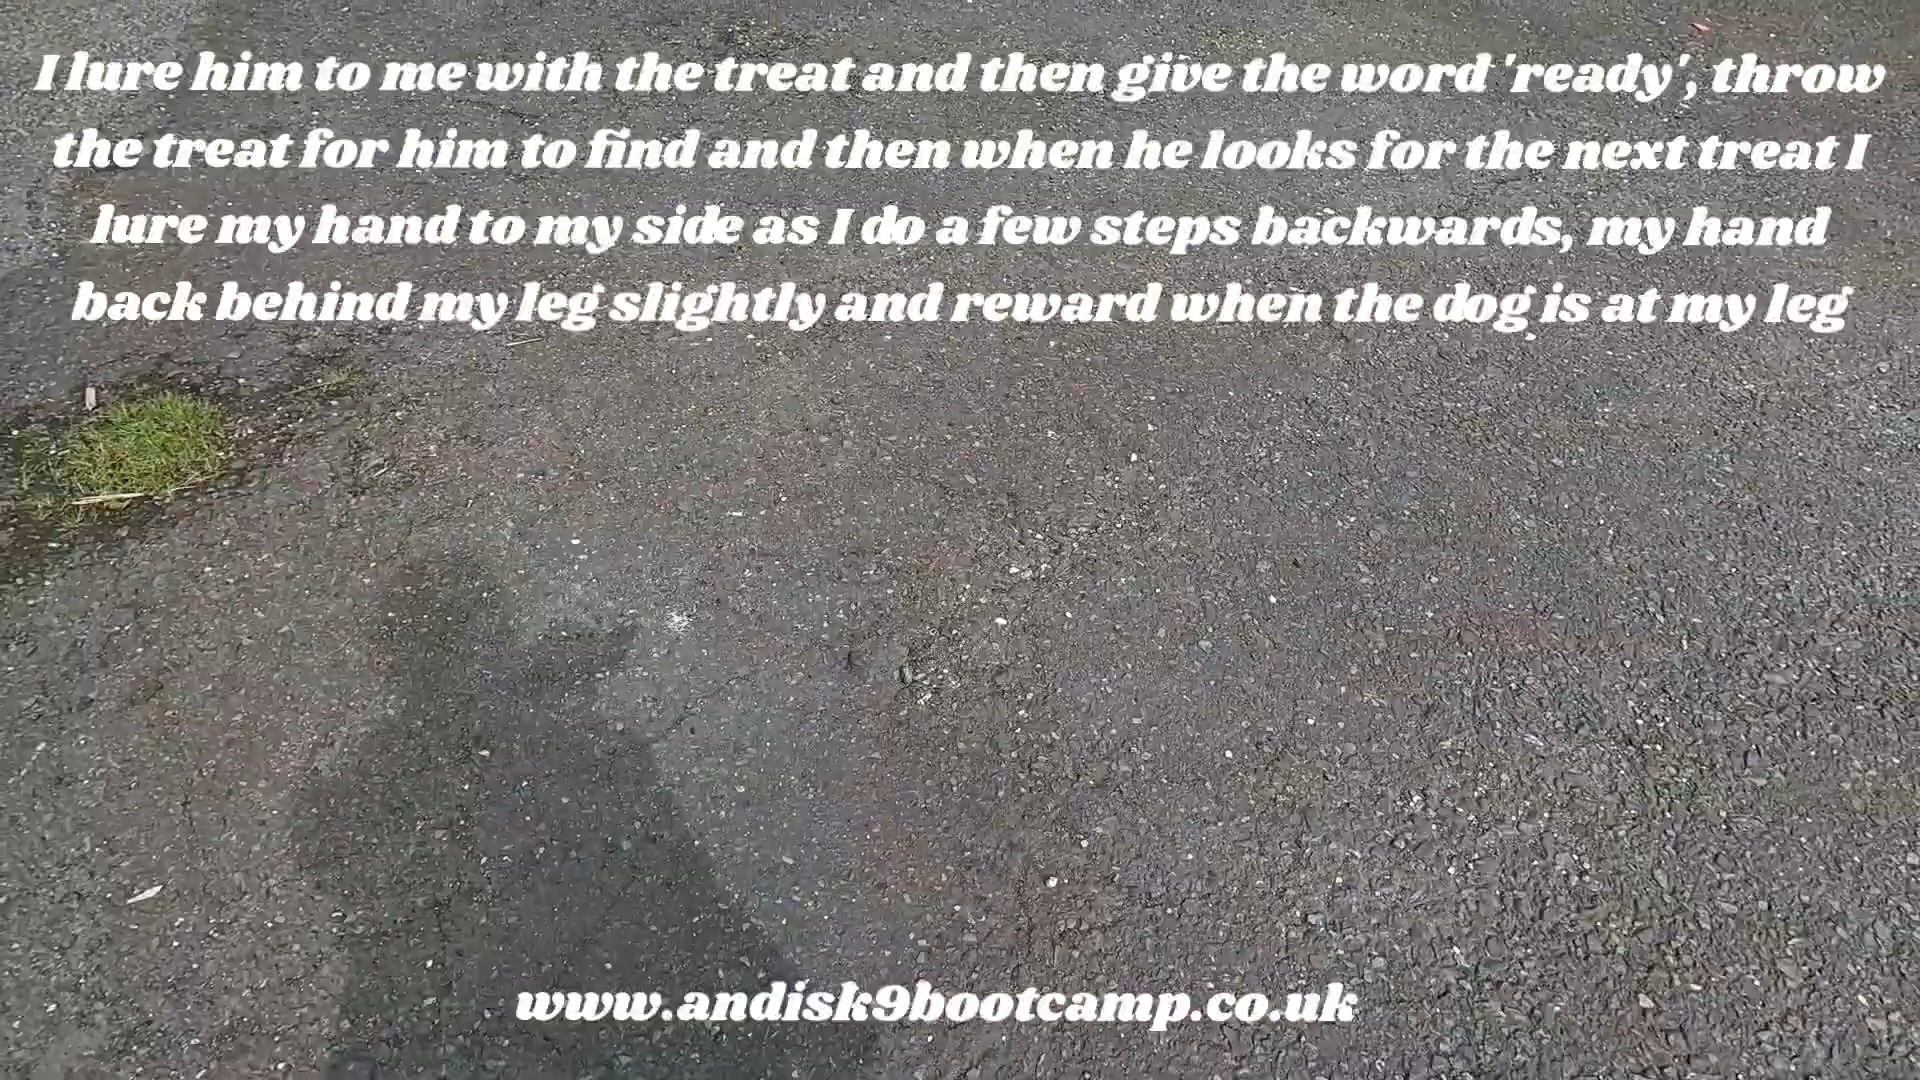 I lure him to me with the treat and then give the word 'ready', throw
the treat for him to find and then when he looks for the next treat I
lure my hand to my side as I do a few steps backwards, my hand
back behind my leg slightly and reward when the dog is at my leg
www.andisk9bootcamp.co.uk